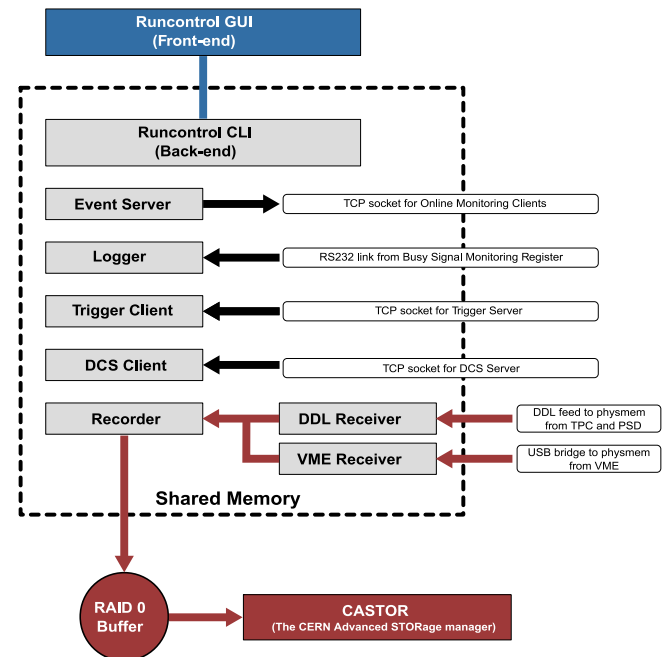 Runcontrol GUI
(Front-end)
Runcontrol CLI
(Back-end)
Event Server
TCP socket for Online Monitoring Clients
Logger
RS232 link from Busy Signal Monitoring Register
Trigger Client
TCP socket for Trigger Server
DCS Client
TCP socket for DCS Server
Recorder
DDL Receiver
DDL feed to physmem
from TPC and PSD
VME Receiver
USB bridge to physmem
from VME
Shared Memory
RAID 0
Buffer
CASTOR
(The CERN Advanced STORage manager)